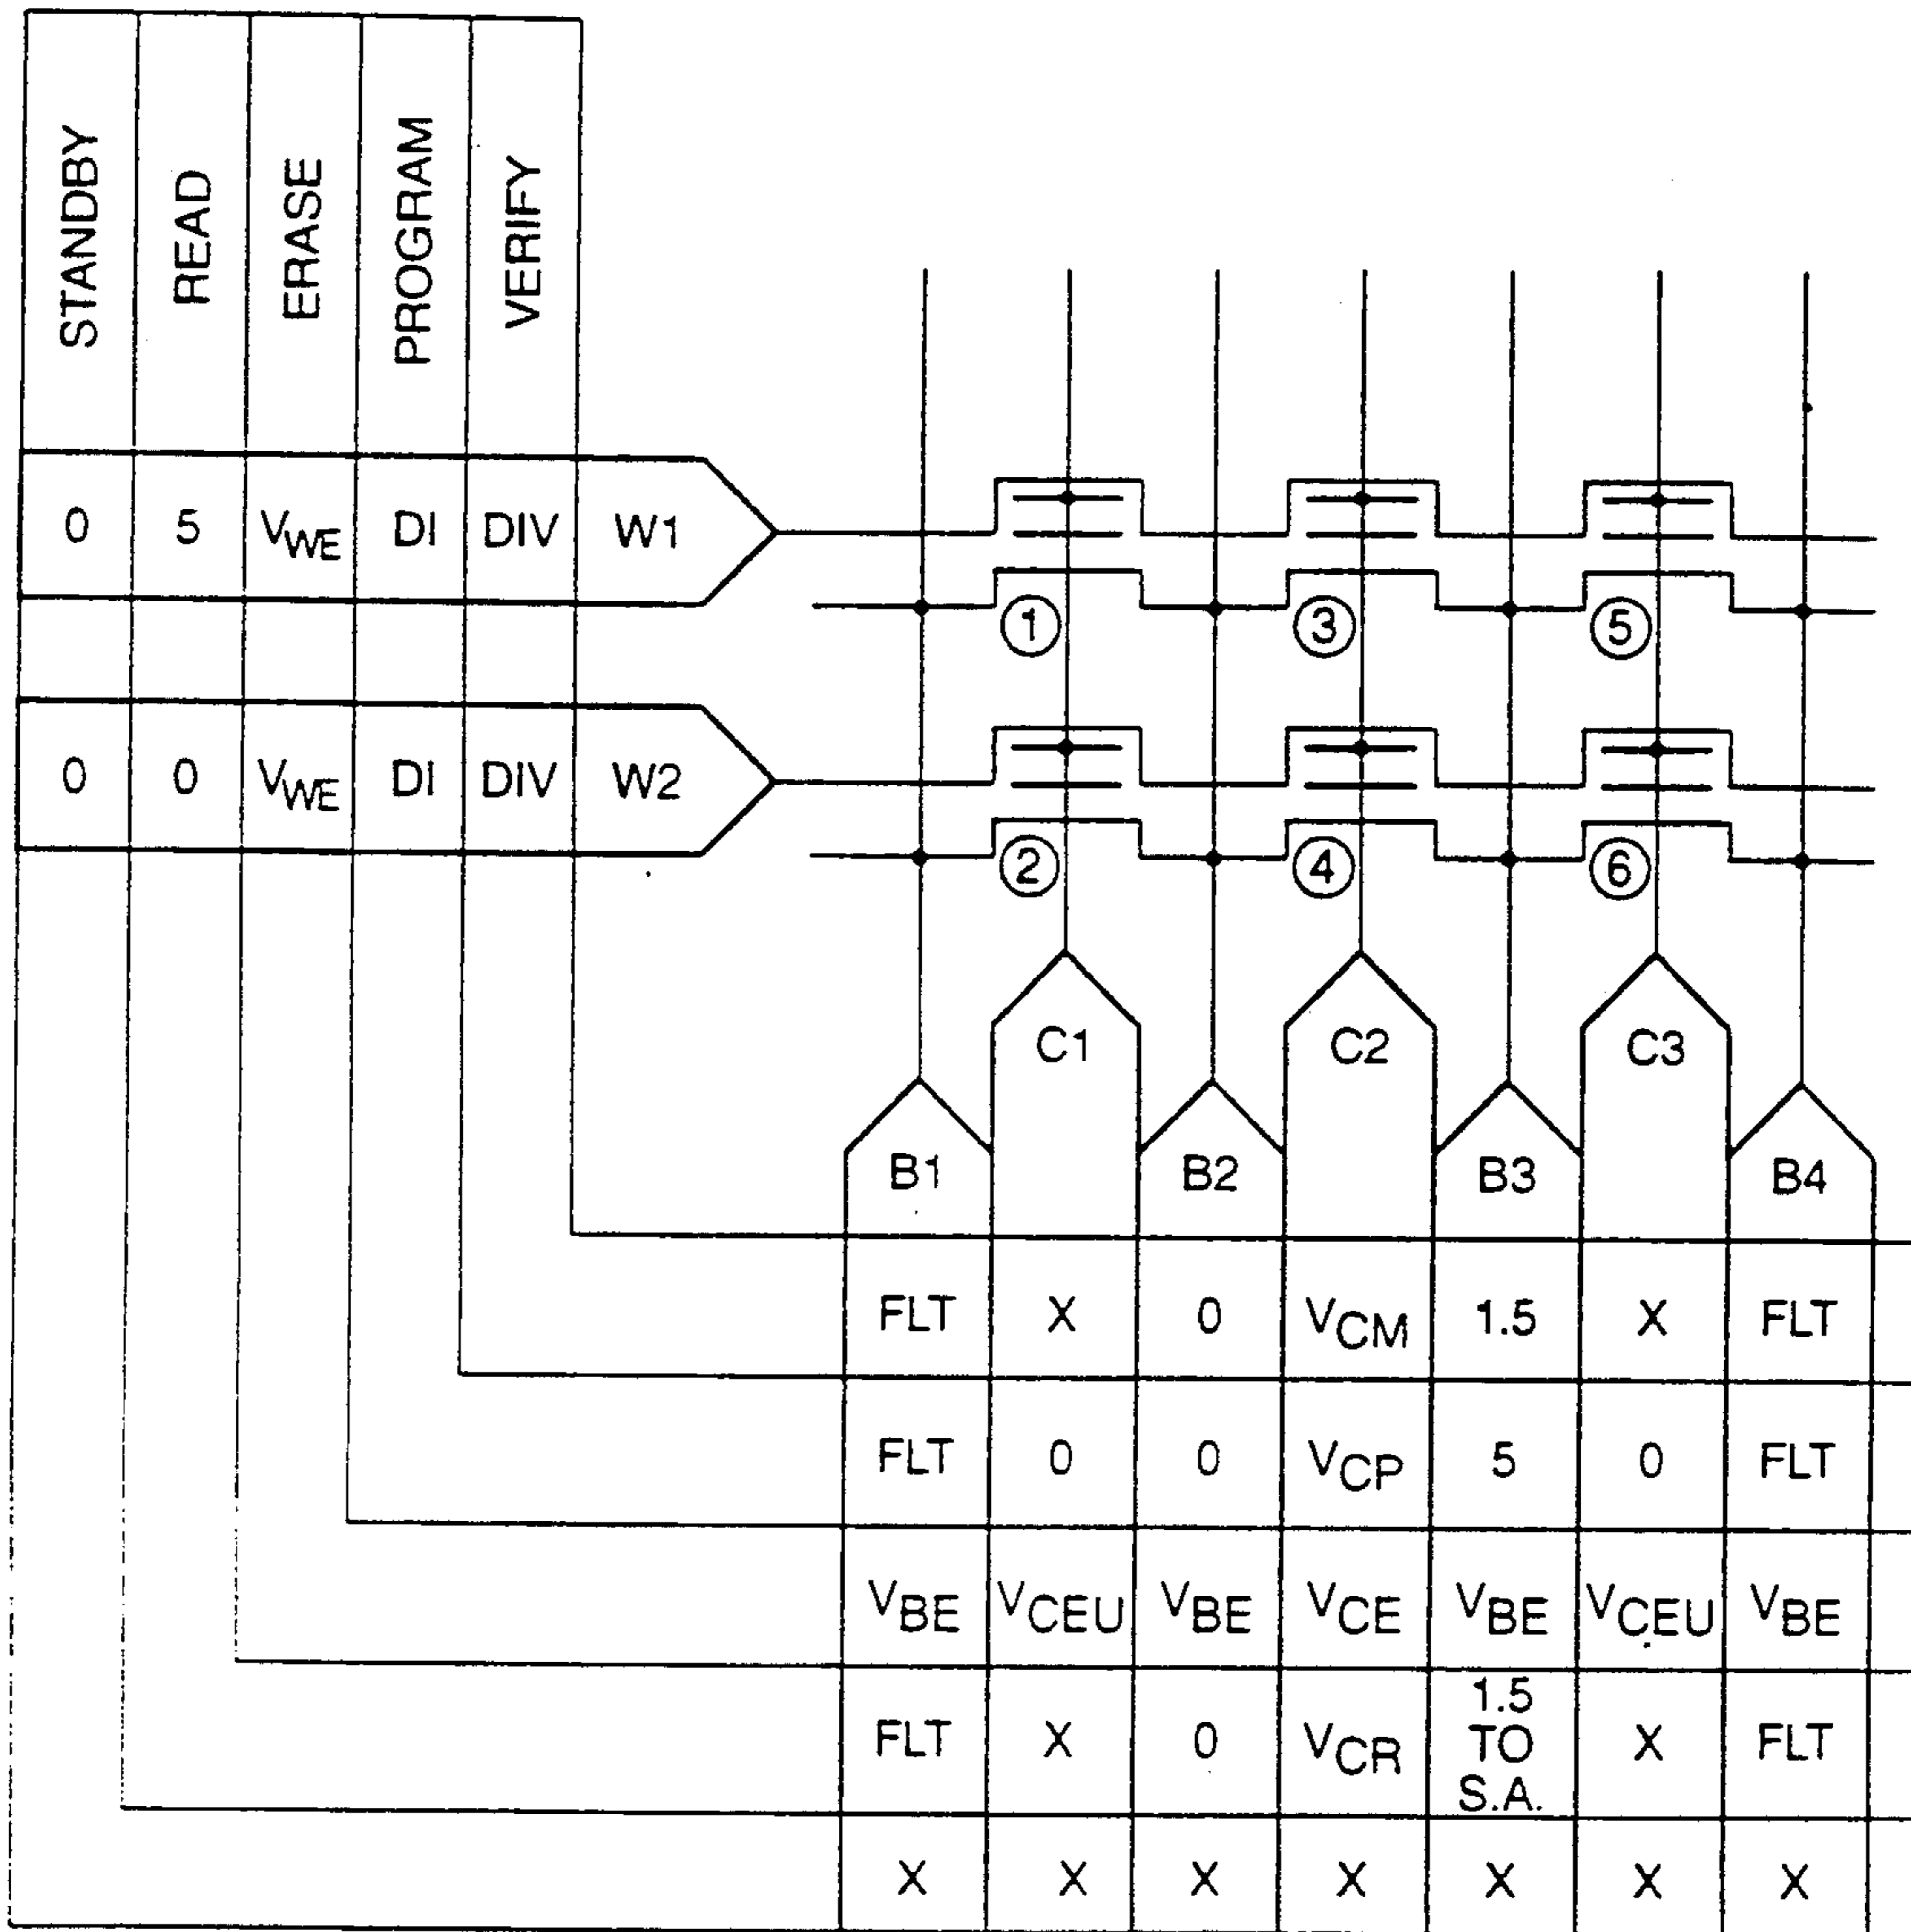 STANDBY
READ
ERASE
PROGRAM
VERIFY
0 5 VWE DI DIV W1
1 3 5
0 0 VWE DI DIV W2
2 4 6
C1 C2 C3
B1 B2 B3 B4
FLT X 0 VCM 1.5 X FLT
FLT 0 0 VCP 5 0 FLT
VBE VCEU VBE VCE VBE VCEU VBE
FLT X 0 VCR 1.5 TO S.A. X FLT
X X X X X X X